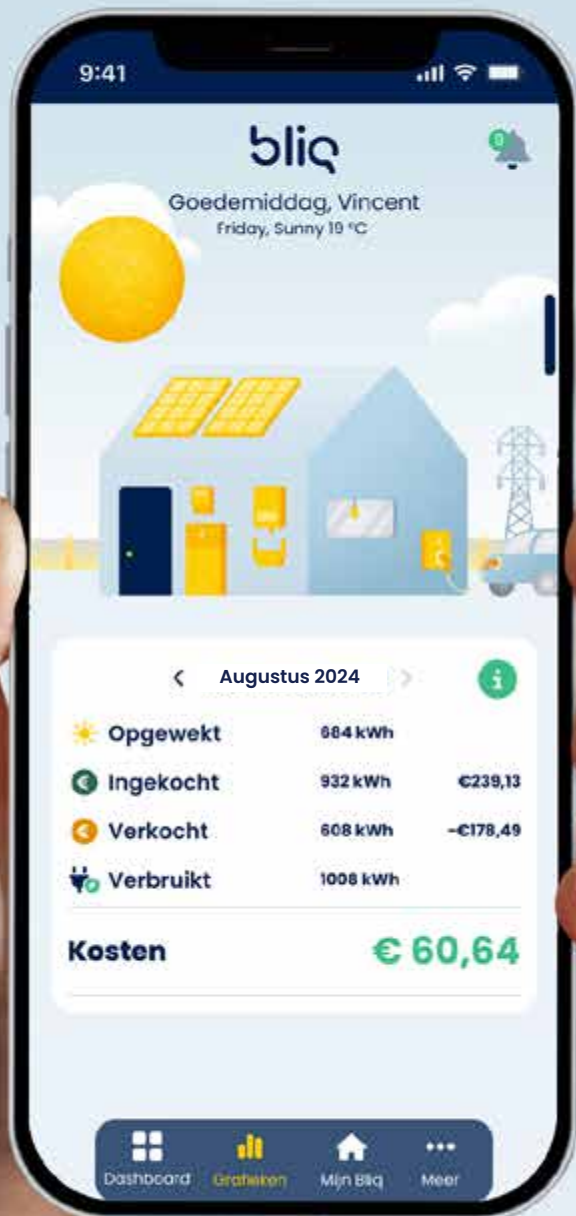 9:41
bliq
0
Goedemiddag, Vincent
Friday, Sunny 19 °C
Augustus 2024
Opgewekt 684 kWh
Ingekocht 932 kWh €239,13
Verkocht 608 kWh -€178,49
Verbruikt 1008 kWh
Kosten € 60,64
Dashboard Grafieken Mijn Bliq Meer